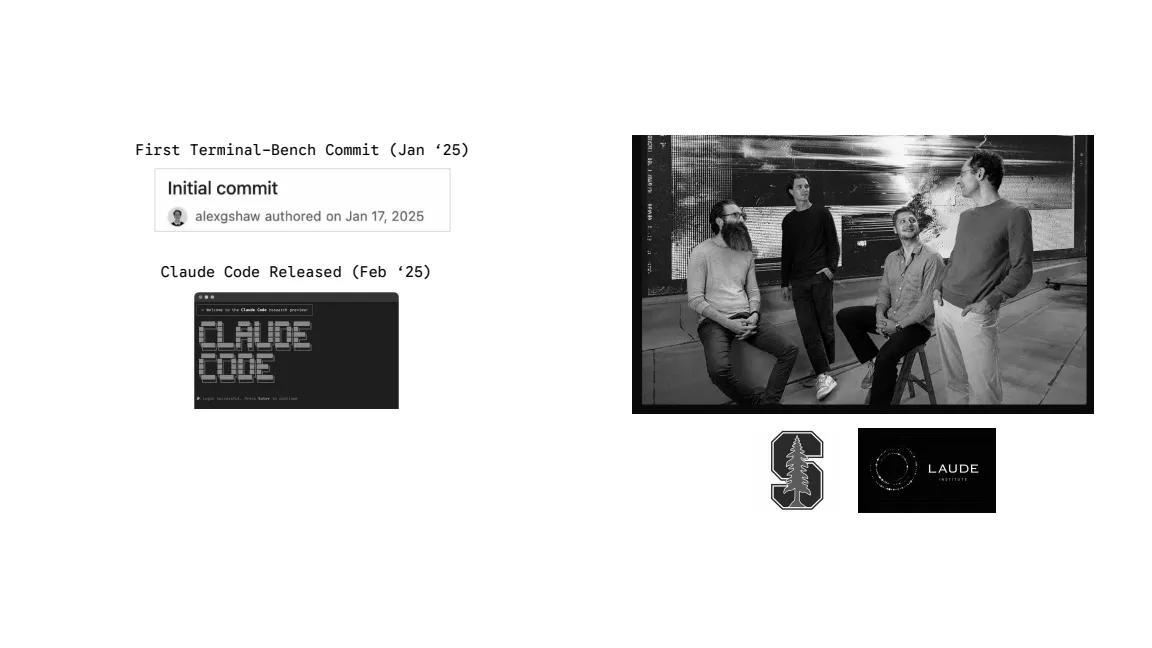 First Terminal-Bench Commit (Jan ‘25)
Initial commit
alexgshaw authored on Jan 17, 2025
Claude Code Released (Feb ‘25)
Welcome to the Claude Code research preview!
CLAUDE
CODE
Login successful. Press Enter to continue
S
LAUDE
INSTITUTE